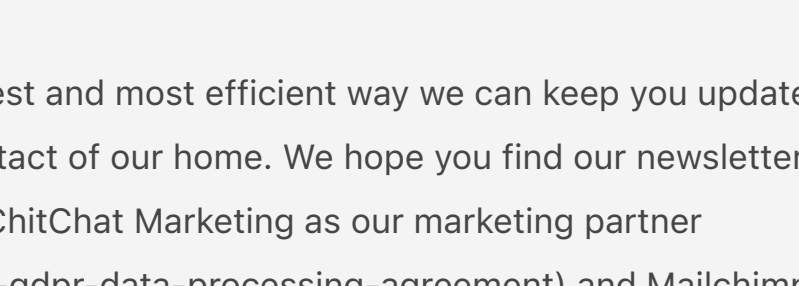 est and most efficient way we can keep you update
tact of our home. We hope you find our newsletter
ChitChat Marketing as our marketing partner
-gdpr-data-processing-agreement) and Mailchimp